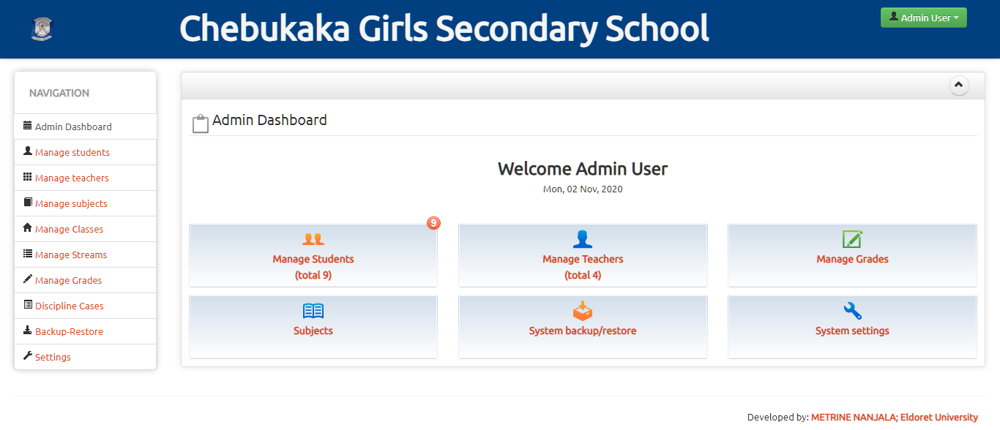 Chebukaka Girls Secondary School
Admin User
NAVIGATION
Admin Dashboard
Manage students
Manage teachers
Manage subjects
Manage Classes
Manage Streams
Manage Grades
Discipline Cases
Backup-Restore
Settings
Admin Dashboard
Welcome Admin User
Mon, 02 Nov, 2020
9
Manage Students
(total 9)
Manage Teachers
(total 4)
Manage Grades
Subjects
System backup/restore
System settings
Developed by: METRINE NANJALA; Eldoret University